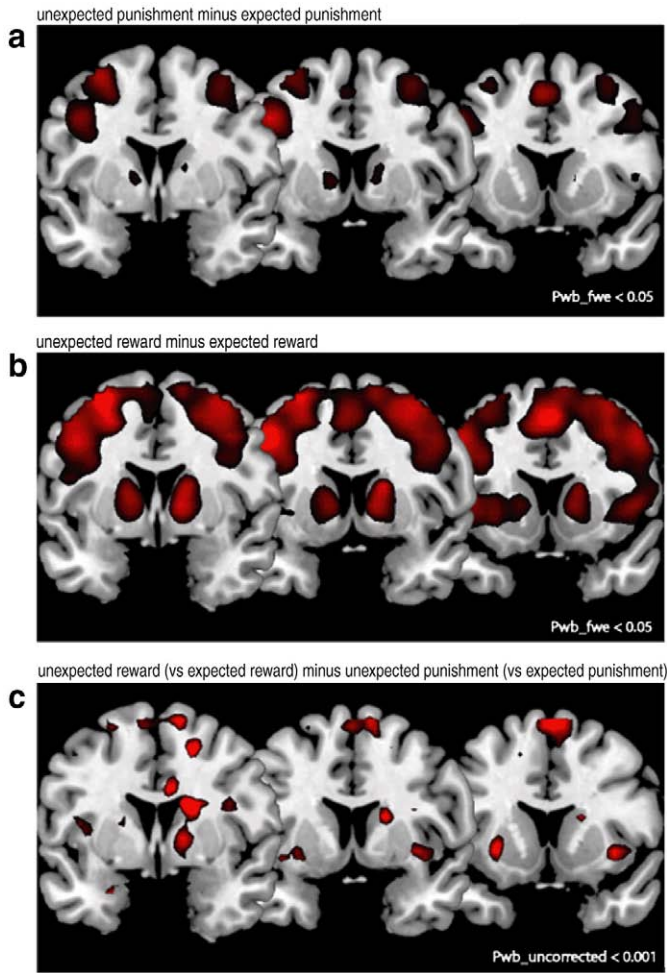 unexpected punishment minus expected punishment
a
Pwb_fwe < 0.05
unexpected reward minus expected reward
b
Pwb_fwe < 0.05
unexpected reward (vs expected reward) minus unexpected punishment (vs expected punishment)
c
Pwb_uncorrected < 0.001